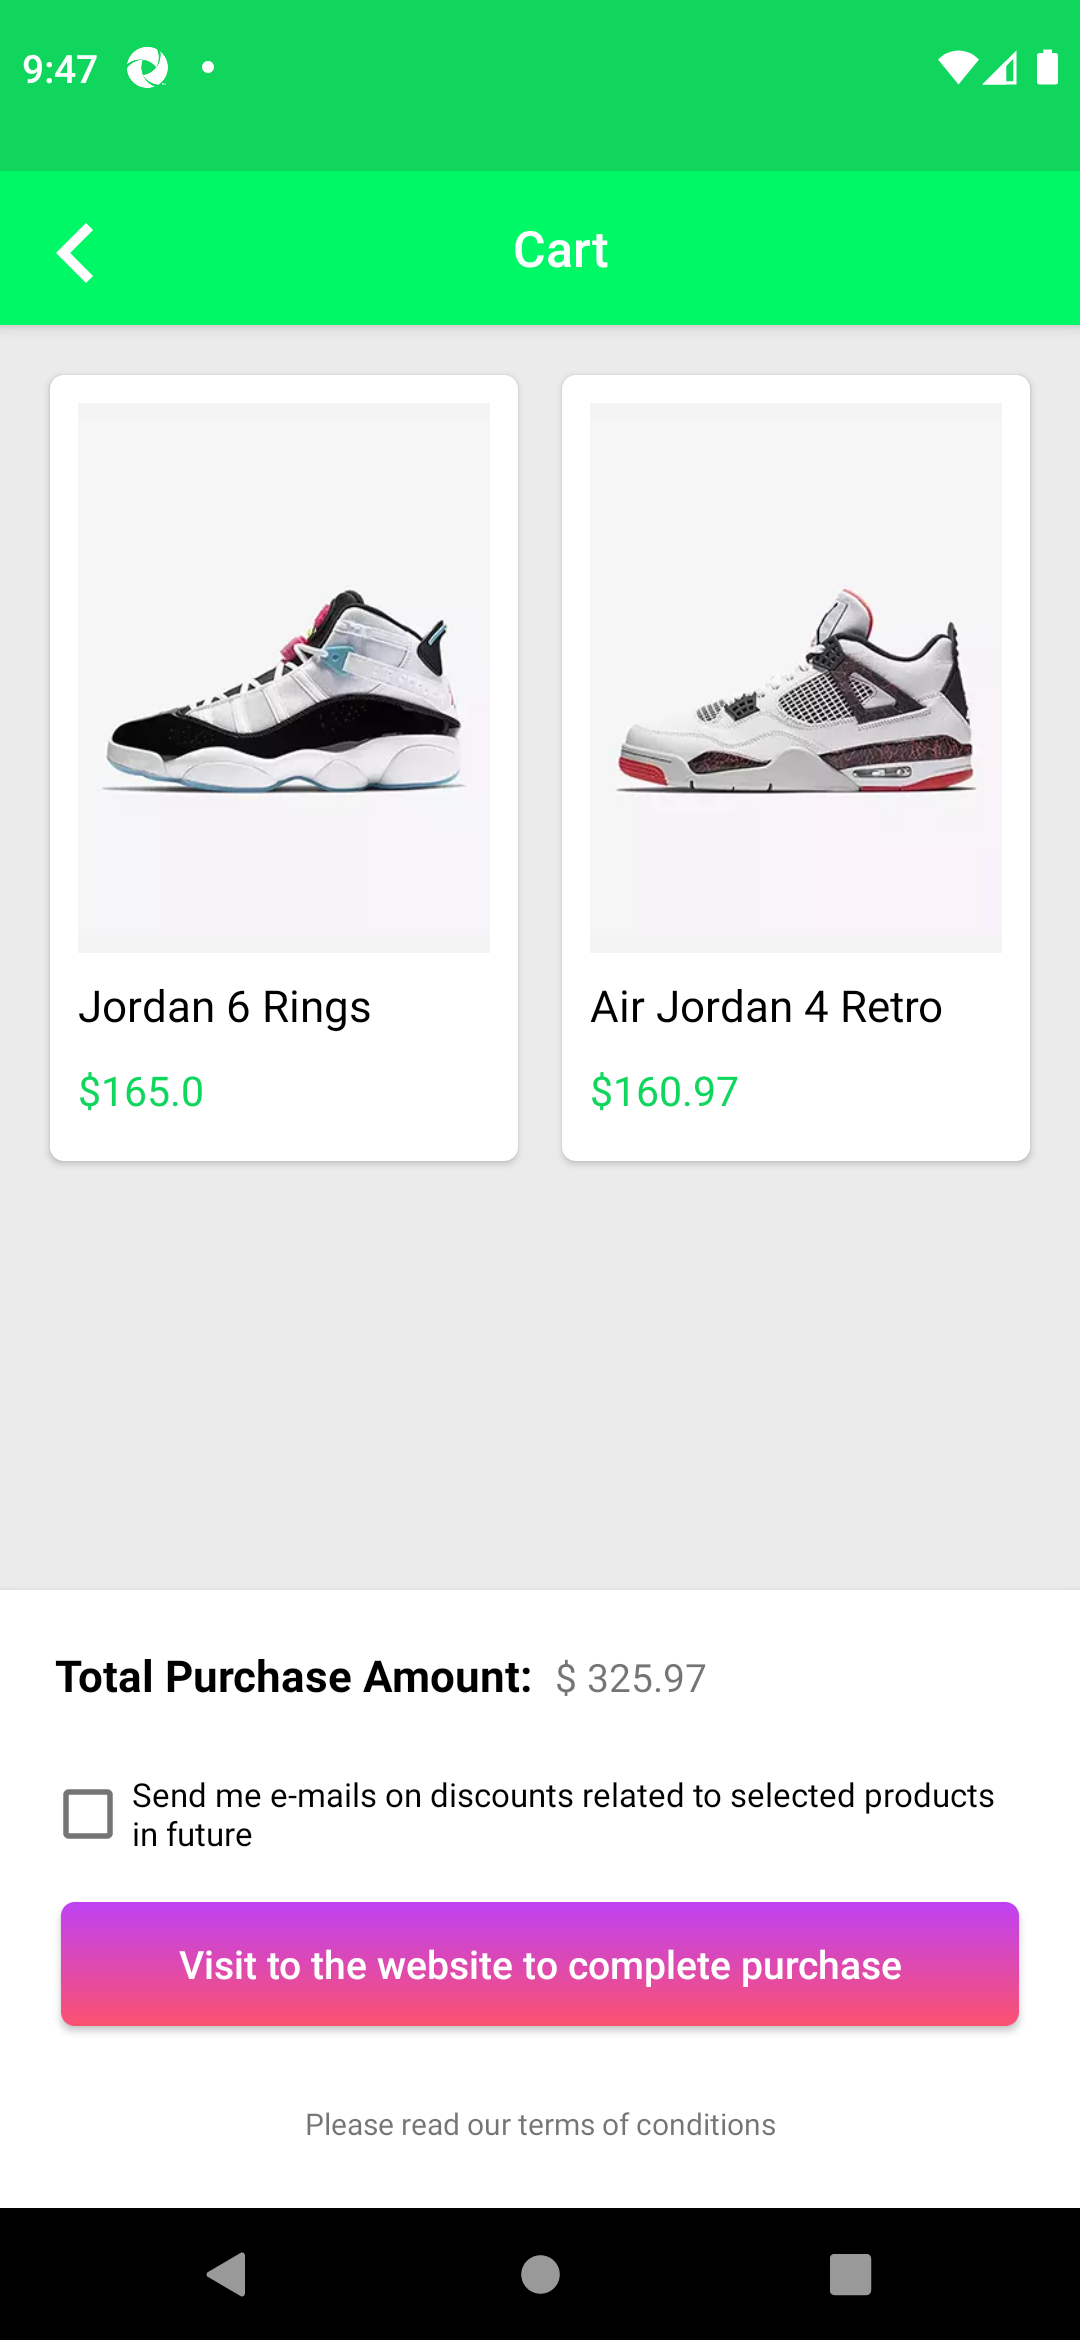 9:47
Cart
Jordan 6 Rings
$165.0
Air Jordan 4 Retro
$160.97
Total Purchase Amount: $ 325.97
Send me e-mails on discounts related to selected products
in future
Visit to the website to complete purchase
Please read our terms of conditions